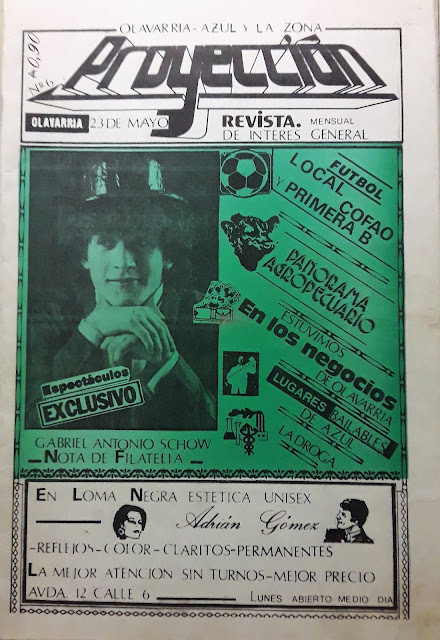 OLAVARRIA - AZUL Y LA ZONA
Proyección
₳ 0,90
Nº 6
OLAVARRIA 23 DE MAYO
REVISTA. MENSUAL
DE INTERES GENERAL
FUTBOL
LOCAL COFAO
Y PRIMERA B
PANORAMA
AGROPECUARIO
ESTUVIMOS
En los negocios
DE OLAVARRIA
LUGARES BAILABLES
DE AZUL
LA DROGA
Espectáculos
EXCLUSIVO
GABRIEL ANTONIO SCHOW
NOTA DE FILATELIA
EN LOMA NEGRA ESTETICA UNISEX
Adrián Gómez
-REFLEJOS-COLOR-CLARITOS-PERMANENTES
LA MEJOR ATENCION SIN TURNOS-MEJOR PRECIO
AVDA. 12 CALLE 6 LUNES ABIERTO MEDIO DIA